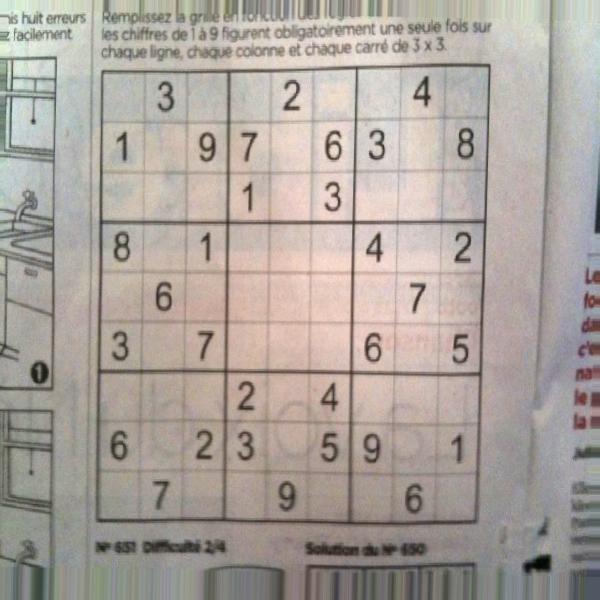 is huit erreurs
z facilement
Remplissez la grille en fonction
les chiffres de 1 à 9 figurent obligatoirement une seule fois sur
chaque ligne, chaque colonne et chaque carré de 3 x 3.
3 2 4
1 9 7 6 3 8
1 3
8 1 4 2
6 7
3 7 6 5
2 4
6 2 3 5 9 1
7 9 6
1
N° 651 Difficulté 2/4
Solution du N° 650
Le
fo
da
c'e
na
le
la